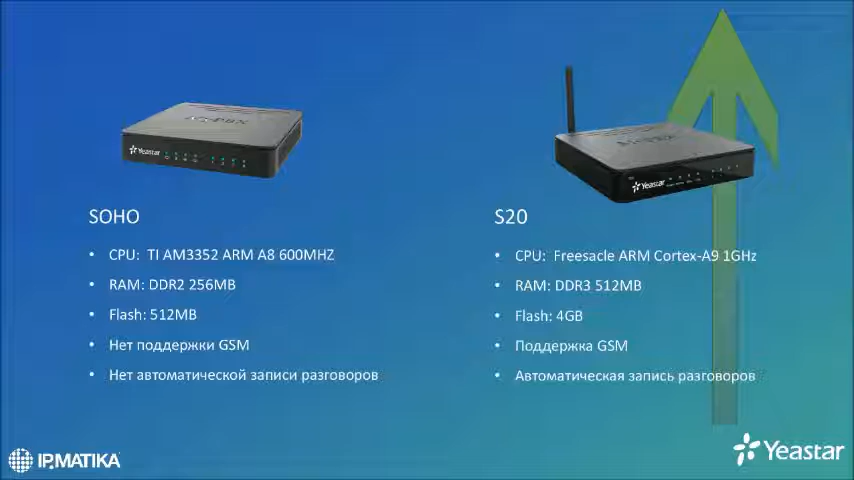 Yeastar
Yeastar
SOHO
• CPU: TI AM3352 ARM A8 600MHZ
• RAM: DDR2 256MB
• Flash: 512MB
• Нет поддержки GSM
• Нет автоматической записи разговоров
S20
• CPU: Freesacle ARM Cortex-A9 1GHz
• RAM: DDR3 512MB
• Flash: 4GB
• Поддержка GSM
• Автоматическая запись разговоров
IPMATIKA
Yeastar